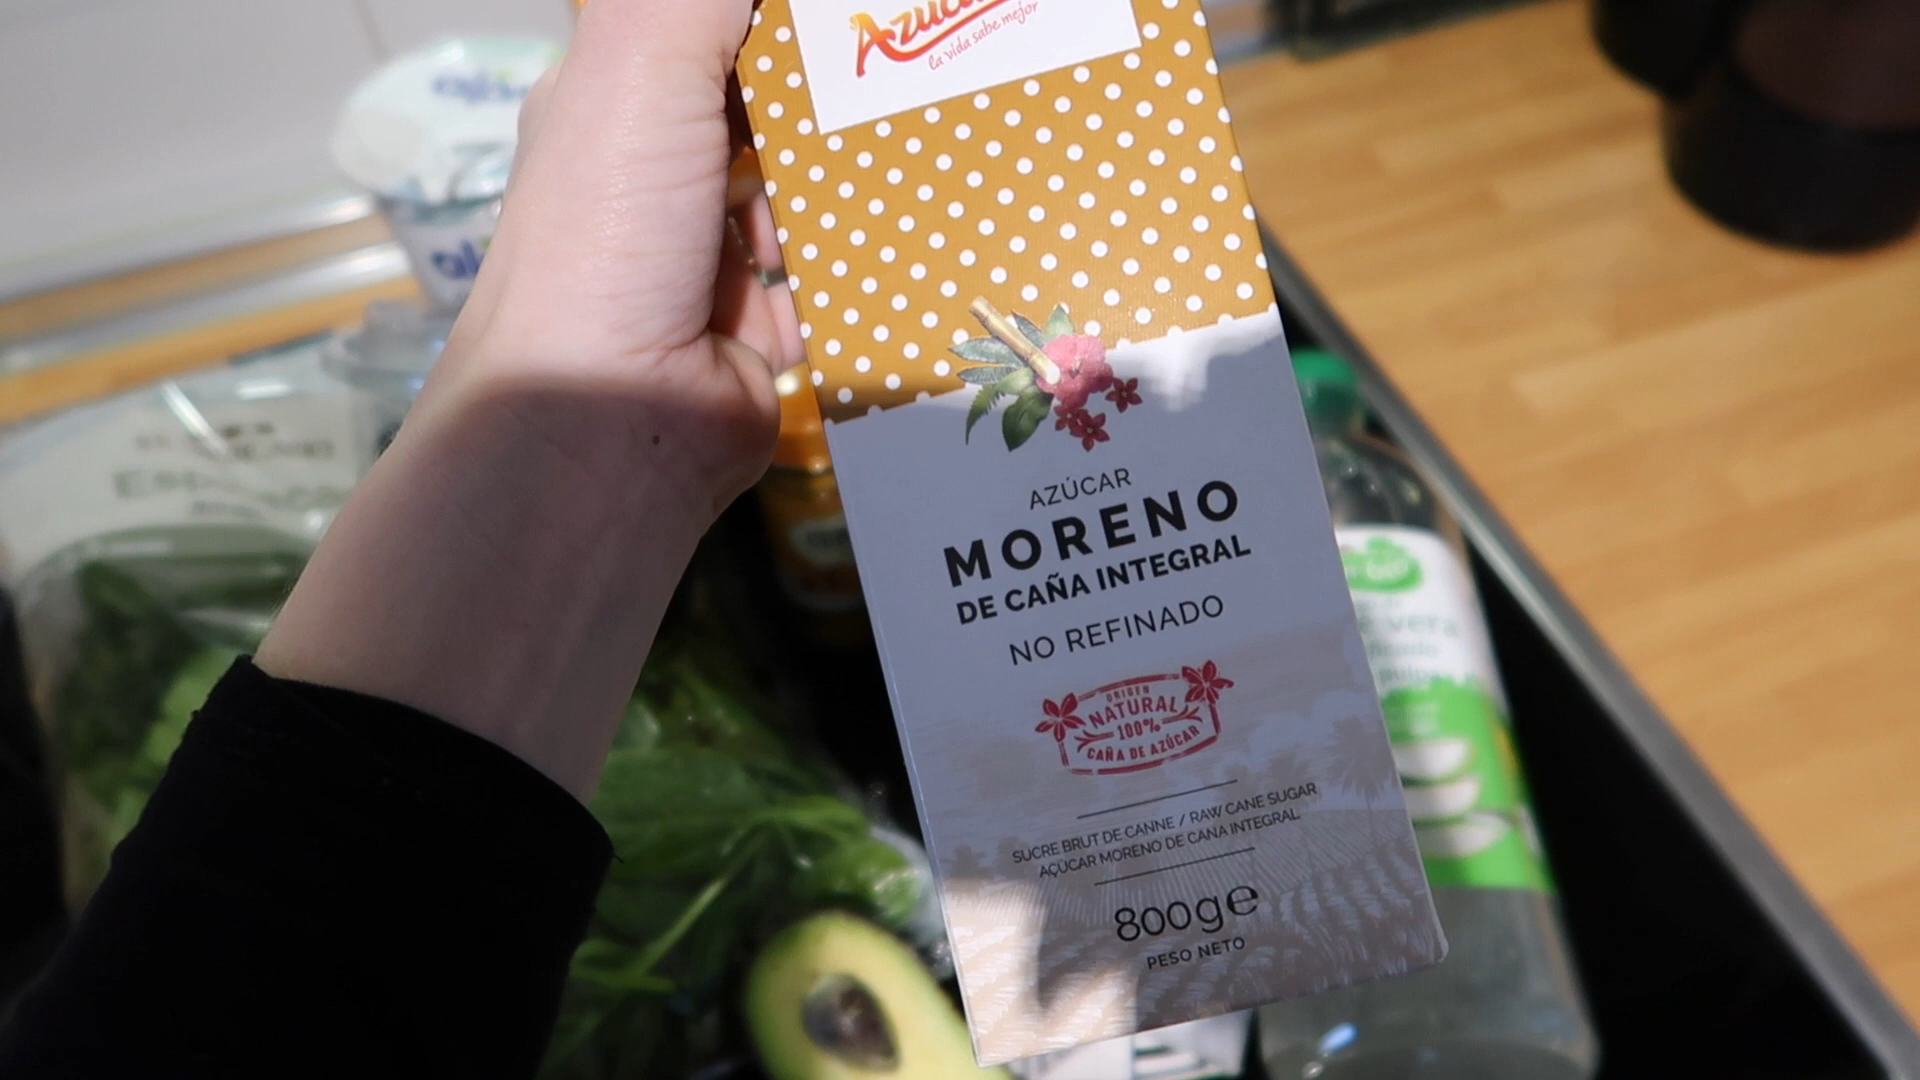 la vida sabe mejor
AZÚCAR
MORENO
DE CAÑA INTEGRAL
NO REFINADO
ORIGEN
NATURAL
100%
CAÑA DE AZÚCAR
SUCRE BRUT DE CANNE / RAW CANE SUGAR
AÇÚCAR MORENO DE CANA INTEGRAL
800g℮
PESO NETO